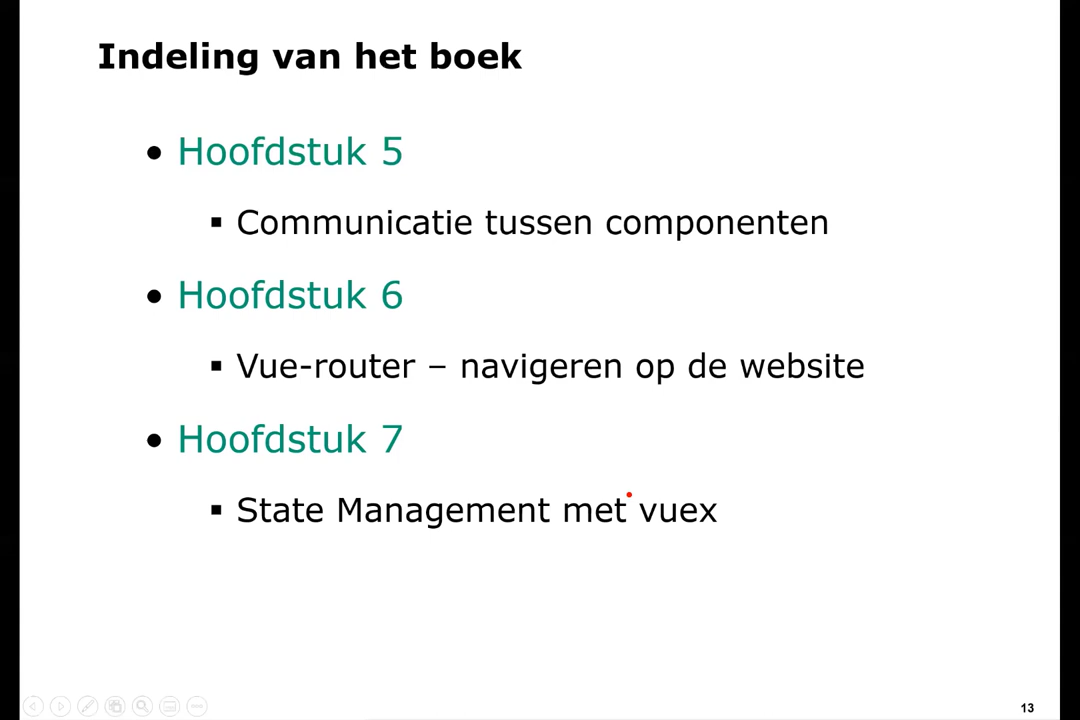 Indeling van het boek
• Hoofdstuk 5
▪ Communicatie tussen componenten
• Hoofdstuk 6
▪ Vue-router – navigeren op de website
• Hoofdstuk 7
▪ State Management met vuex
13